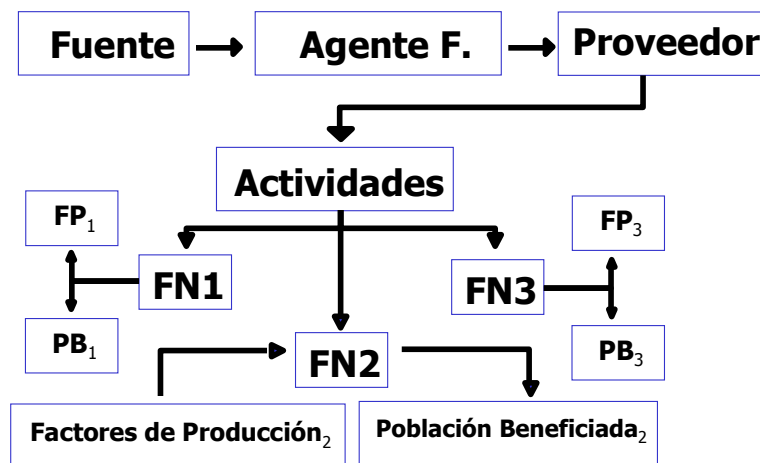 Fuente
Agente F.
Proveedor
Actividades
FP₁
FP₃
FN1
FN3
PB₁
FN2
PB₃
Factores de Producción₂
Población Beneficiada₂